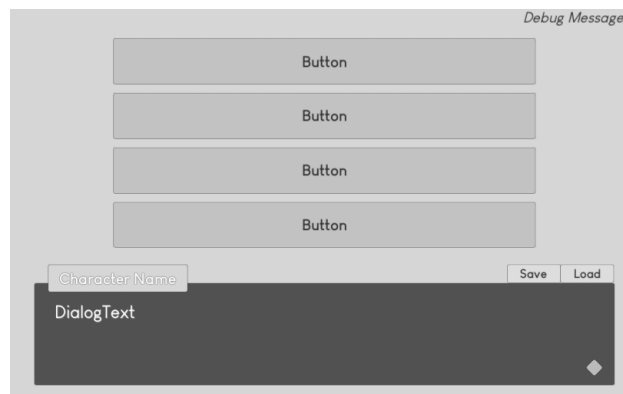 Debug Message
Button
Button
Button
Button
Character Name
Save
Load
DialogText